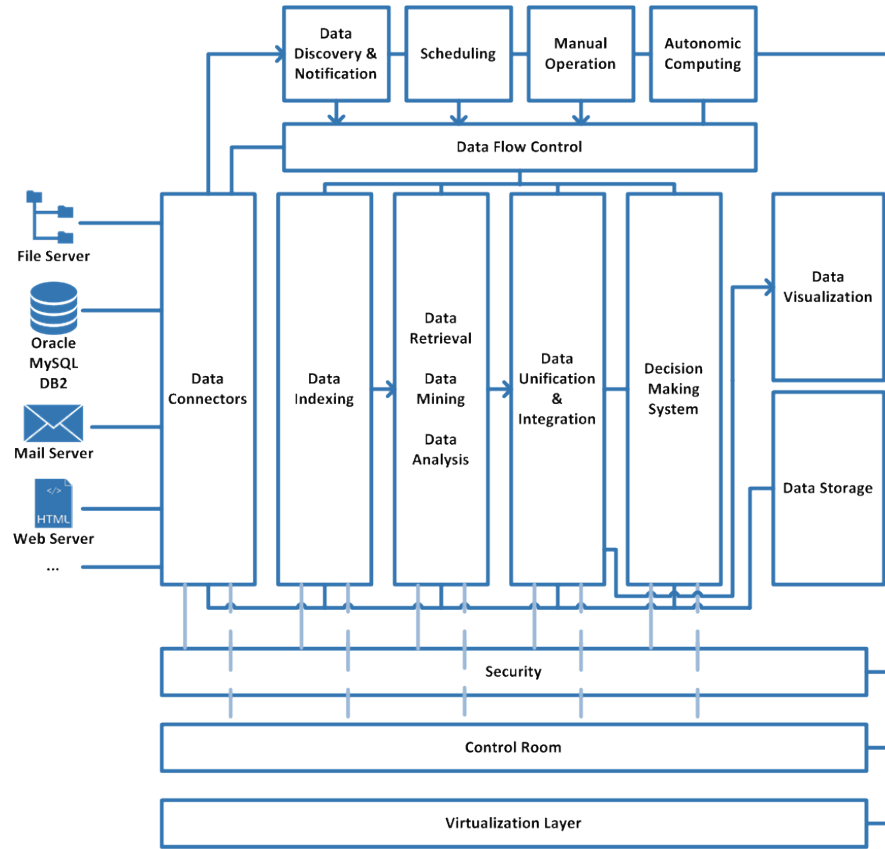 Data
Discovery &
Notification
Scheduling
Manual
Operation
Autonomic
Computing
Data Flow Control
File Server
Oracle
MySQL
DB2
Mail Server
</>
HTML
Web Server
...
Data
Connectors
Data
Indexing
Data
Retrieval
Data
Mining
Data
Analysis
Data
Unification
&
Integration
Decision
Making
System
Data
Visualization
Data Storage
Security
Control Room
Virtualization Layer